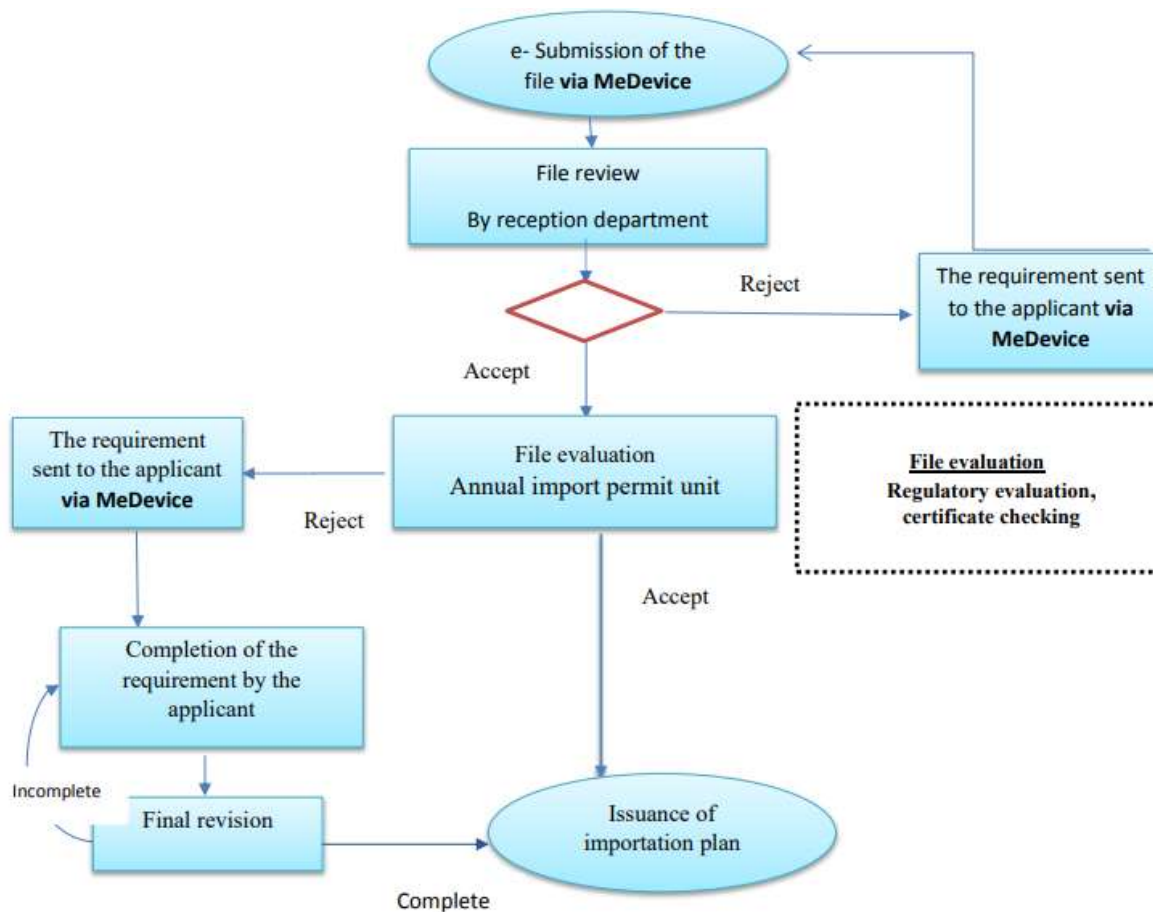 e- Submission of the
file via MeDevice
File review
By reception department
Reject
The requirement sent
to the applicant via
MeDevice
Accept
The requirement
sent to the applicant
via MeDevice
File evaluation
Annual import permit unit
File evaluation
Regulatory evaluation,
certificate checking
Reject
Accept
Completion of the
requirement by the
applicant
Incomplete
Final revision
Issuance of
importation plan
Complete